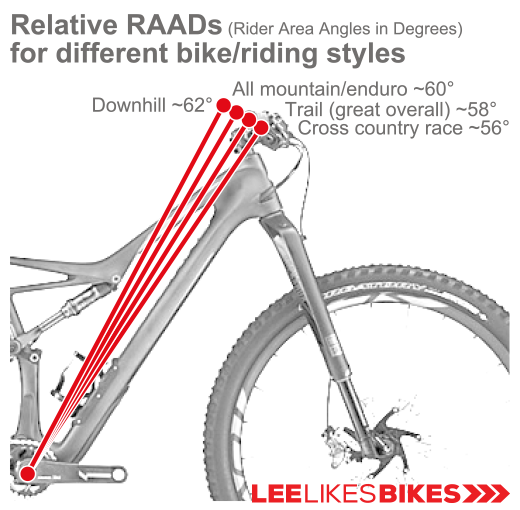 Relative RAADs (Rider Area Angles in Degrees)
for different bike/riding styles
All mountain/enduro ~60°
Downhill ~62°
Trail (great overall) ~58°
Cross country race ~56°
LEELIKESBIKES